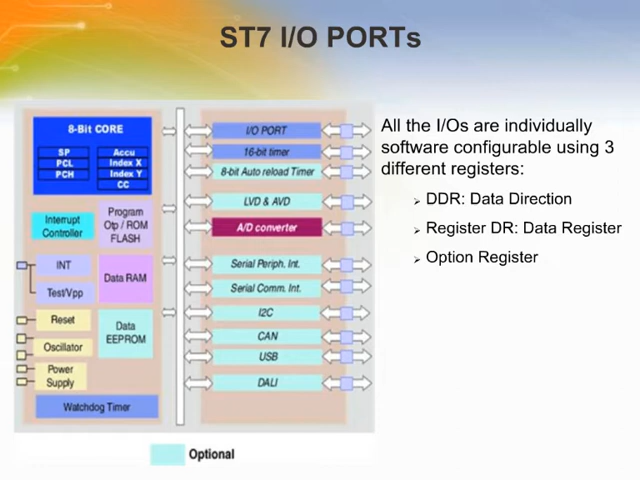 ST7 I/O PORTs
8-Bit CORE
SP
PCL
PCH
Accu
Index X
Index Y
CC
Interrupt
Controller
Program
Otp / ROM
FLASH
INT
Test/Vpp
Data RAM
Reset
Oscillator
Power
Supply
Data
EEPROM
Watchdog Timer
I/O PORT
16-bit timer
8-bit Auto reload Timer
LVD & AVD
A/D converter
Serial Periph. Int.
Serial Comm. Int.
I2C
CAN
USB
DALI
Optional
All the I/Os are individually
software configurable using 3
different registers:
DDR: Data Direction
Register DR: Data Register
Option Register